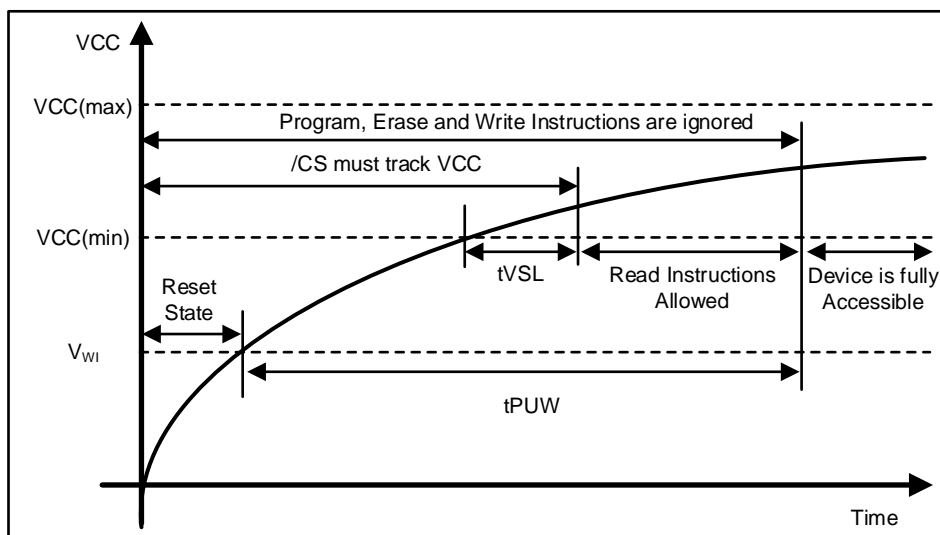 VCC
VCC(max)
Program, Erase and Write Instructions are ignored
/CS must track VCC
VCC(min)
tVSL
Read Instructions
Allowed
Device is fully
Accessible
Reset
State
VWI
tPUW
Time